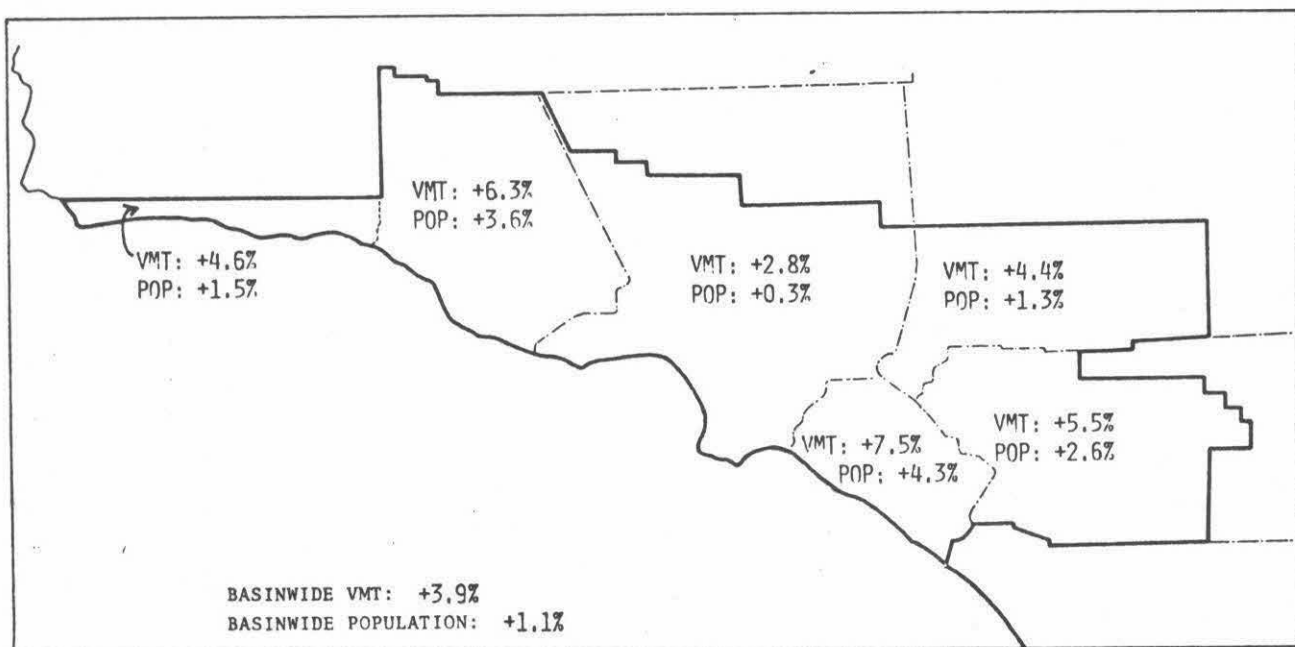 VMT: +6.3%
POP: +3.6%
VMT: +4.6%
POP: +1.5%
VMT: +2.8%
POP: +0.3%
VMT: +4.4%
POP: +1.3%
VMT: +7.5%
POP: +4.3%
VMT: +5.5%
POP: +2.6%
BASINWIDE VMT: +3.9%
BASINWIDE POPULATION: +1.1%